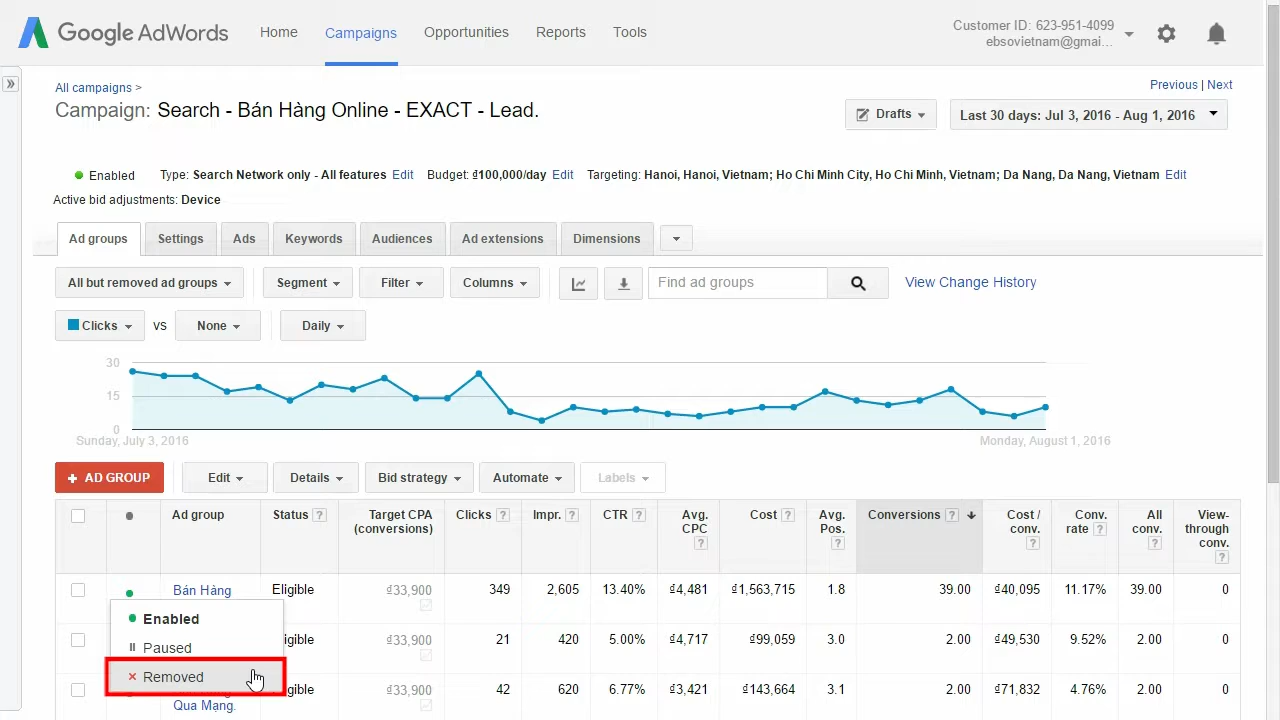 Google AdWords
Home Campaigns Opportunities Reports Tools
Customer ID: 623-951-4099
ebsovietnam@gmai...
All campaigns >
Previous | Next
Campaign: Search - Bán Hàng Online - EXACT - Lead.
Drafts
Last 30 days: Jul 3, 2016 - Aug 1, 2016
Enabled Type: Search Network only - All features Edit Budget: ₫100,000/day Edit Targeting: Hanoi, Hanoi, Vietnam; Ho Chi Minh City, Ho Chi Minh, Vietnam; Da Nang, Da Nang, Vietnam Edit
Active bid adjustments: Device
Ad groups Settings Ads Keywords Audiences Ad extensions Dimensions
All but removed ad groups Segment Filter Columns Find ad groups View Change History
Clicks VS None Daily
30
15
0
Sunday, July 3, 2016 Monday, August 1, 2016
+ AD GROUP Edit Details Bid strategy Automate Labels
Ad group Status ? Target CPA (conversions) Clicks ? Impr. ? CTR ? Avg. CPC ? Cost ? Avg. Pos. ? Conversions ? Cost / conv. ? Conv. rate ? All conv. ? View-through conv. ?
Bán Hàng Eligible ₫33,900 349 2,605 13.40% ₫4,481 ₫1,563,715 1.8 39.00 ₫40,095 11.17% 39.00 0
Enabled
gible ₫33,900 21 420 5.00% ₫4,717 ₫99,059 3.0 2.00 ₫49,530 9.52% 2.00 0
Paused
Removed
gible ₫33,900 42 620 6.77% ₫3,421 ₫143,664 3.1 2.00 ₫71,832 4.76% 2.00 0
Qua Mạng.